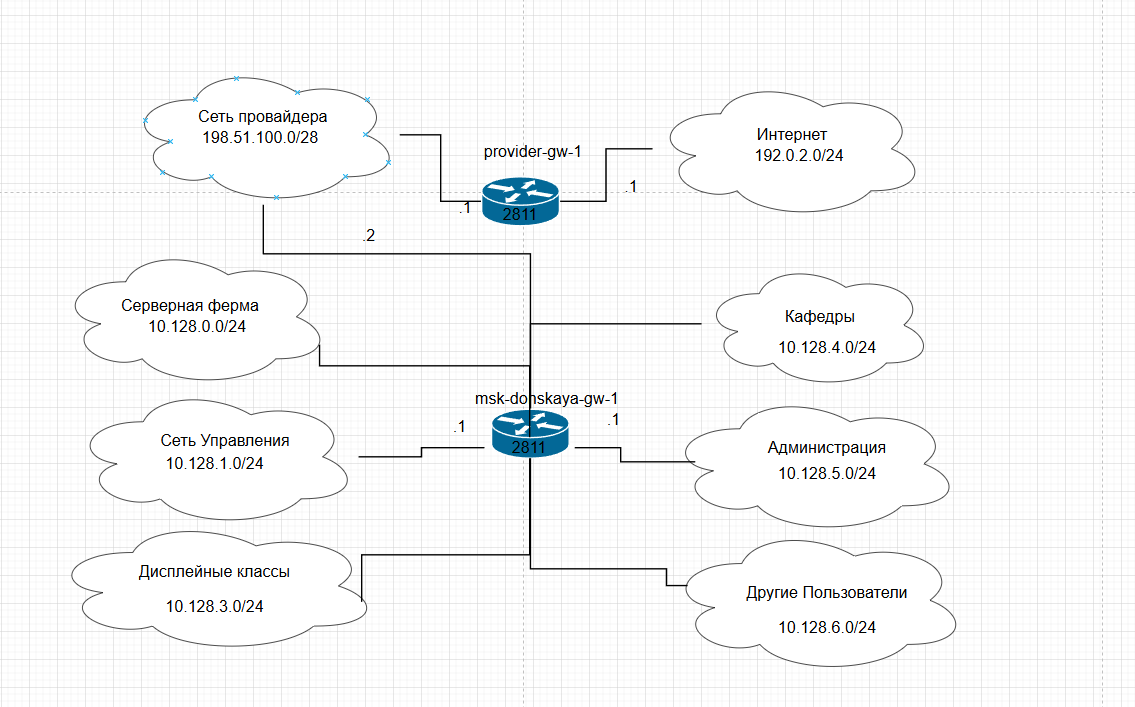 Сеть провайдера
198.51.100.0/28
Интернет
192.0.2.0/24
provider-gw-1
.1
.1
2811
.2
Серверная ферма
10.128.0.0/24
Кафедры
10.128.4.0/24
msk-donskaya-gw-1
.1
.1
2811
Сеть Управления
10.128.1.0/24
Администрация
10.128.5.0/24
Дисплейные классы
10.128.3.0/24
Другие Пользователи
10.128.6.0/24